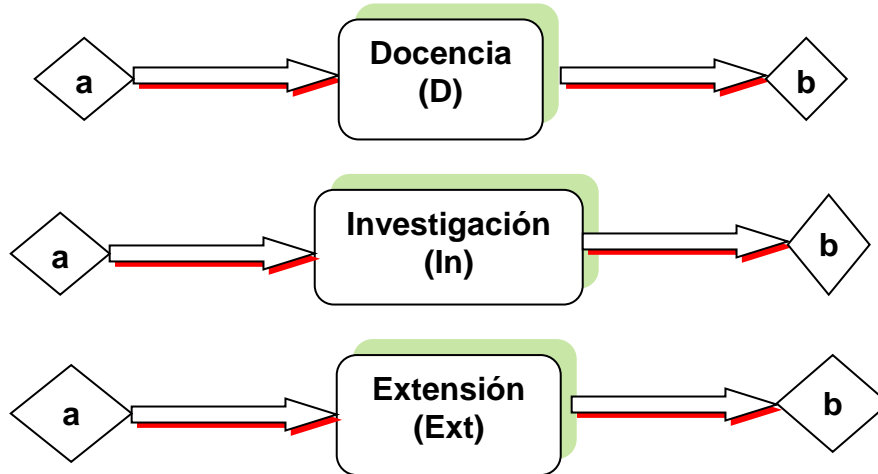 a
Docencia
(D)
b
a
Investigación
(In)
b
a
Extensión
(Ext)
b